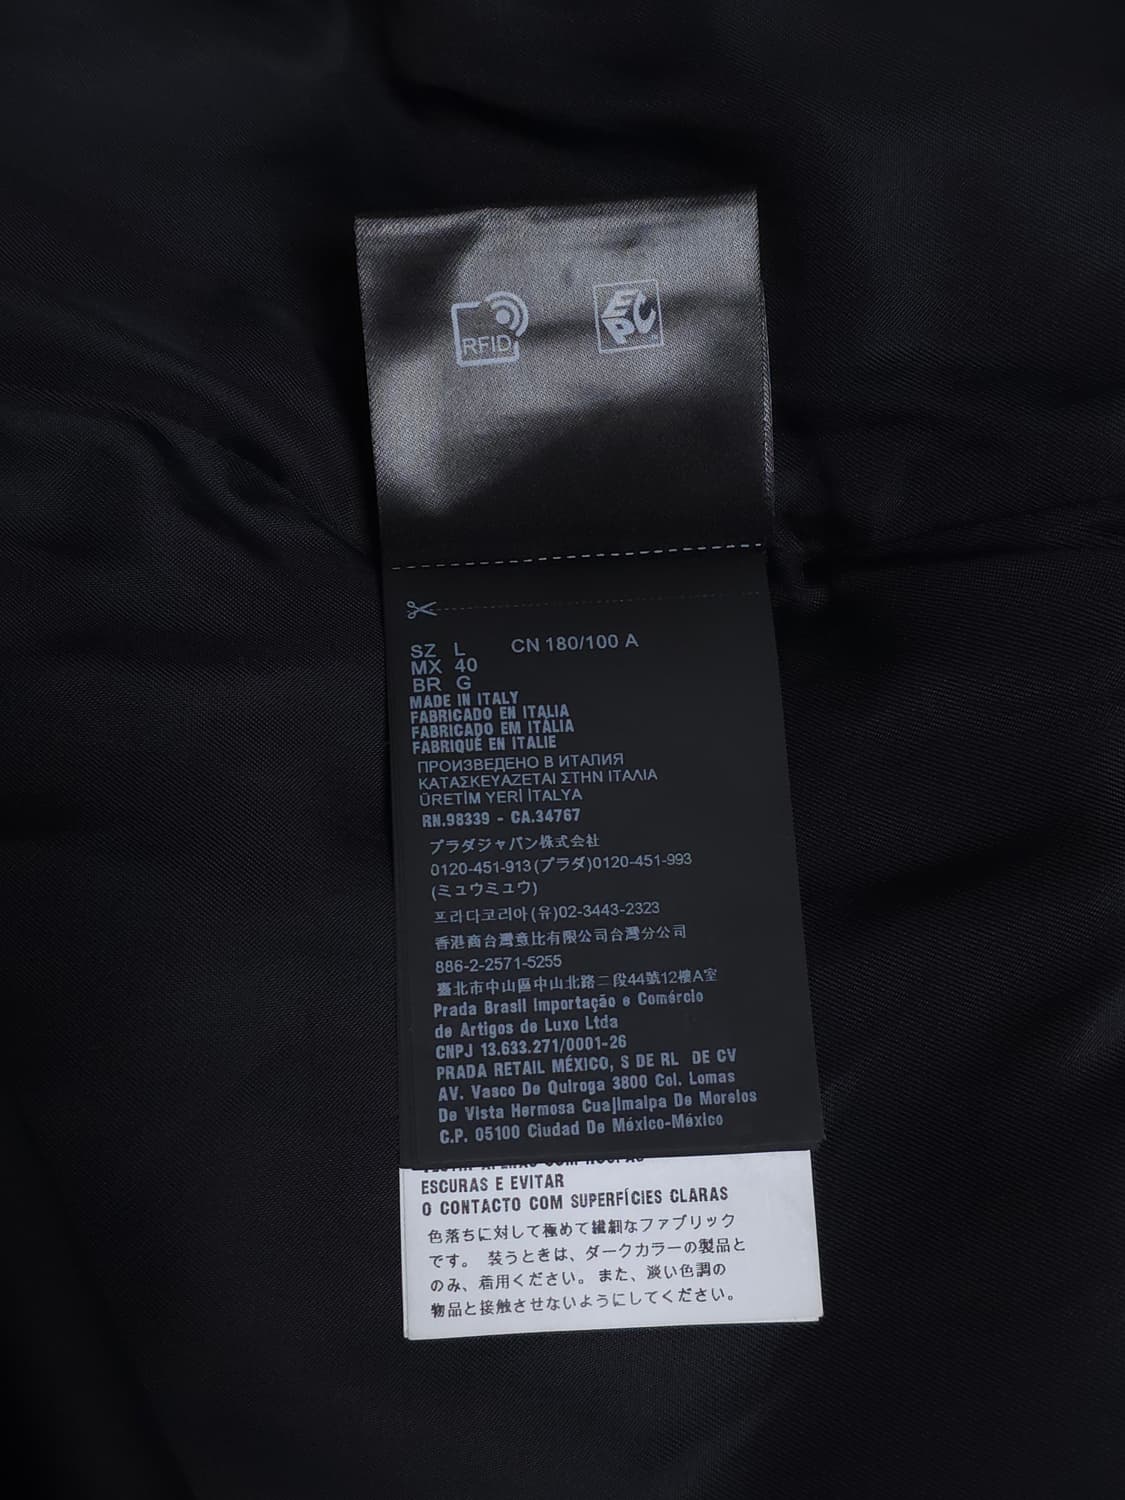 RFID
EPC
SZ L CN 180/100 A
MX 40
BR G
MADE IN ITALY
FABRICADO EN ITALIA
FABRICADO EM ITÁLIA
FABRIQUÉ EN ITALIE
ПРОИЗВЕДЕНО В ИТАЛИЯ
ΚΑΤΑΣΚΕΥΑΖΕΤΑΙ ΣΤΗΝ ΙΤΑΛΙΑ
ÜRETİM YERİ İTALYA
RN.98339 - CA.34767
プラダジャパン株式会社
0120-451-913(プラダ)0120-451-993
(ミュウミュウ)
프라다코리아(유)02-3443-2323
香港商台灣意比有限公司台灣分公司
886-2-2571-5255
臺北市中山區中山北路二段44號12樓A室
Prada Brasil Importação e Comércio
de Artigos de Luxo Ltda
CNPJ 13.633.271/0001-26
PRADA RETAIL MÉXICO, S DE RL DE CV
AV. Vasco De Quiroga 3800 Col. Lomas
De Vista Hermosa Cuajimalpa De Morelos
C.P. 05100 Ciudad De México-México
ESCURAS E EVITAR
O CONTACTO COM SUPERFÍCIES CLARAS
色落ちに対して極めて繊細なファブリック
です。 装うときは、ダークカラーの製品と
のみ、着用ください。また、淡い色調の
物品と接触させないようにしてください。